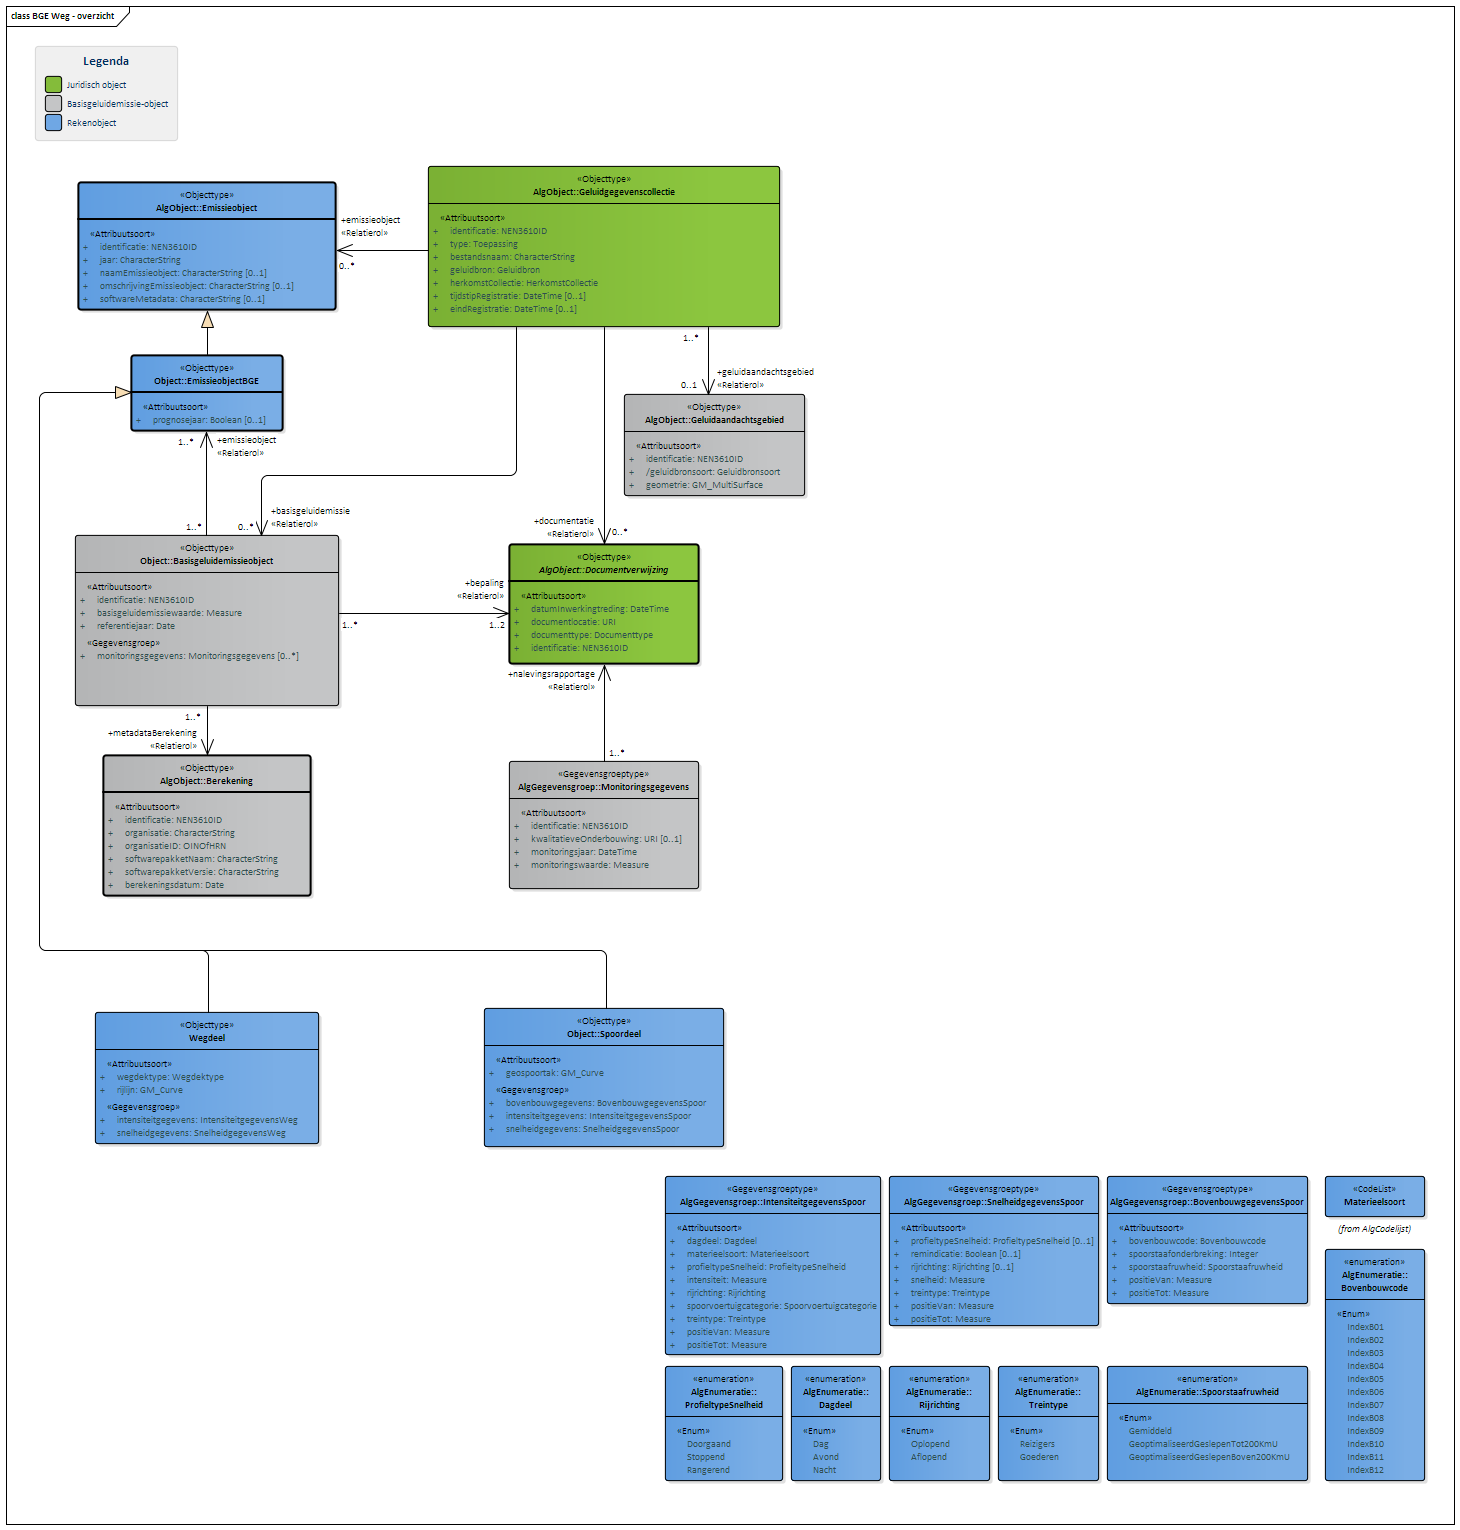 class BGE Weg - overzicht
Legenda
Juridisch object
Basisgeluidemissie-object
Rekenobject
«Objecttype»
AlgObject::Emissieobject
«Attribuutsoort»
+ identificatie: NEN3610ID
+ jaar: CharacterString
+ naamEmissieobject: CharacterString [0..1]
+ omschrijvingEmissieobject: CharacterString [0..1]
+ softwareMetadata: CharacterString [0..1]
+emissieobject
«Relatierol»
0..*
«Objecttype»
AlgObject::Geluidgegevenscollectie
«Attribuutsoort»
+ identificatie: NEN3610ID
+ type: Toepassing
+ bestandsnaam: CharacterString
+ geluidbron: Geluidbron
+ herkomstCollectie: HerkomstCollectie
+ tijdstipRegistratie: DateTime [0..1]
+ eindRegistratie: DateTime [0..1]
1..*
+geluidaandachtsgebied
0..1
«Relatierol»
«Objecttype»
Object::EmissieobjectBGE
«Attribuutsoort»
+ prognosejaar: Boolean [0..1]
1..*
+emissieobject
«Relatierol»
«Objecttype»
AlgObject::Geluidaandachtsgebied
«Attribuutsoort»
+ identificatie: NEN3610ID
+ /geluidbronsoort: Geluidbronsoort
+ geometrie: GM_MultiSurface
1..*
0..*
+basisgeluidemissie
«Relatierol»
+documentatie
«Relatierol»
0..*
«Objecttype»
Object::Basisgeluidemissieobject
«Attribuutsoort»
+ identificatie: NEN3610ID
+ basisgeluidemissiewaarde: Measure
+ referentiejaar: Date
«Gegevensgroep»
+ monitoringsgegevens: Monitoringsgegevens [0..*]
+bepaling
«Relatierol»
1..*
1..2
«Objecttype»
AlgObject::Documentverwijzing
«Attribuutsoort»
+ datumInwerkingtreding: DateTime
+ documentlocatie: URI
+ documenttype: Documenttype
+ identificatie: NEN3610ID
+nalevingsrapportage
«Relatierol»
1..*
1..*
+metadataBerekening
«Relatierol»
«Objecttype»
AlgObject::Berekening
«Attribuutsoort»
+ identificatie: NEN3610ID
+ organisatie: CharacterString
+ organisatieID: OINOfHRN
+ softwarepakketNaam: CharacterString
+ softwarepakketVersie: CharacterString
+ berekeningsdatum: Date
«Gegevensgroeptype»
AlgGegevensgroep::Monitoringsgegevens
«Attribuutsoort»
+ identificatie: NEN3610ID
+ kwalitatieveOnderbouwing: URI [0..1]
+ monitoringsjaar: DateTime
+ monitoringswaarde: Measure
«Objecttype»
Wegdeel
«Attribuutsoort»
+ wegdektype: Wegdektype
+ rijlijn: GM_Curve
«Gegevensgroep»
+ intensiteitgegevens: IntensiteitgegevensWeg
+ snelheidgegevens: SnelheidgegevensWeg
«Objecttype»
Object::Spoordeel
«Attribuutsoort»
+ geospoortak: GM_Curve
«Gegevensgroep»
+ bovenbouwgegevens: BovenbouwgegevensSpoor
+ intensiteitgegevens: IntensiteitgegevensSpoor
+ snelheidgegevens: SnelheidgegevensSpoor
«Gegevensgroeptype»
AlgGegevensgroep::IntensiteitgegevensSpoor
«Attribuutsoort»
+ dagdeel: Dagdeel
+ materieelsoort: Materieelsoort
+ profieltypeSnelheid: ProfieltypeSnelheid
+ intensiteit: Measure
+ rijrichting: Rijrichting
+ spoorvoertuigcategorie: Spoorvoertuigcategorie
+ treintype: Treintype
+ positieVan: Measure
+ positieTot: Measure
«Gegevensgroeptype»
AlgGegevensgroep::SnelheidgegevensSpoor
«Attribuutsoort»
+ profieltypeSnelheid: ProfieltypeSnelheid [0..1]
+ remindicatie: Boolean [0..1]
+ rijrichting: Rijrichting [0..1]
+ snelheid: Measure
+ treintype: Treintype
+ positieVan: Measure
+ positieTot: Measure
«Gegevensgroeptype»
AlgGegevensgroep::BovenbouwgegevensSpoor
«Attribuutsoort»
+ bovenbouwcode: Bovenbouwcode
+ spoorstaafonderbreking: Integer
+ spoorstaafruwheid: Spoorstaafruwheid
+ positieVan: Measure
+ positieTot: Measure
«CodeList»
Materieelsoort
(from AlgCodelijst)
«enumeration»
AlgEnumeratie::
Bovenbouwcode
«Enum»
IndexB01
IndexB02
IndexB03
IndexB04
IndexB05
IndexB06
IndexB07
IndexB08
IndexB09
IndexB10
IndexB11
IndexB12
«enumeration»
AlgEnumeratie::
ProfieltypeSnelheid
«Enum»
Doorgaand
Stoppend
Rangerend
«enumeration»
AlgEnumeratie::
Dagdeel
«Enum»
Dag
Avond
Nacht
«enumeration»
AlgEnumeratie::
Rijrichting
«Enum»
Oplopend
Aflopend
«enumeration»
AlgEnumeratie::
Treintype
«Enum»
Reizigers
Goederen
«enumeration»
AlgEnumeratie::Spoorstaafruwheid
«Enum»
Gemiddeld
GeoptimaliseerdGeslepenTot200KmU
GeoptimaliseerdGeslepenBoven200KmU